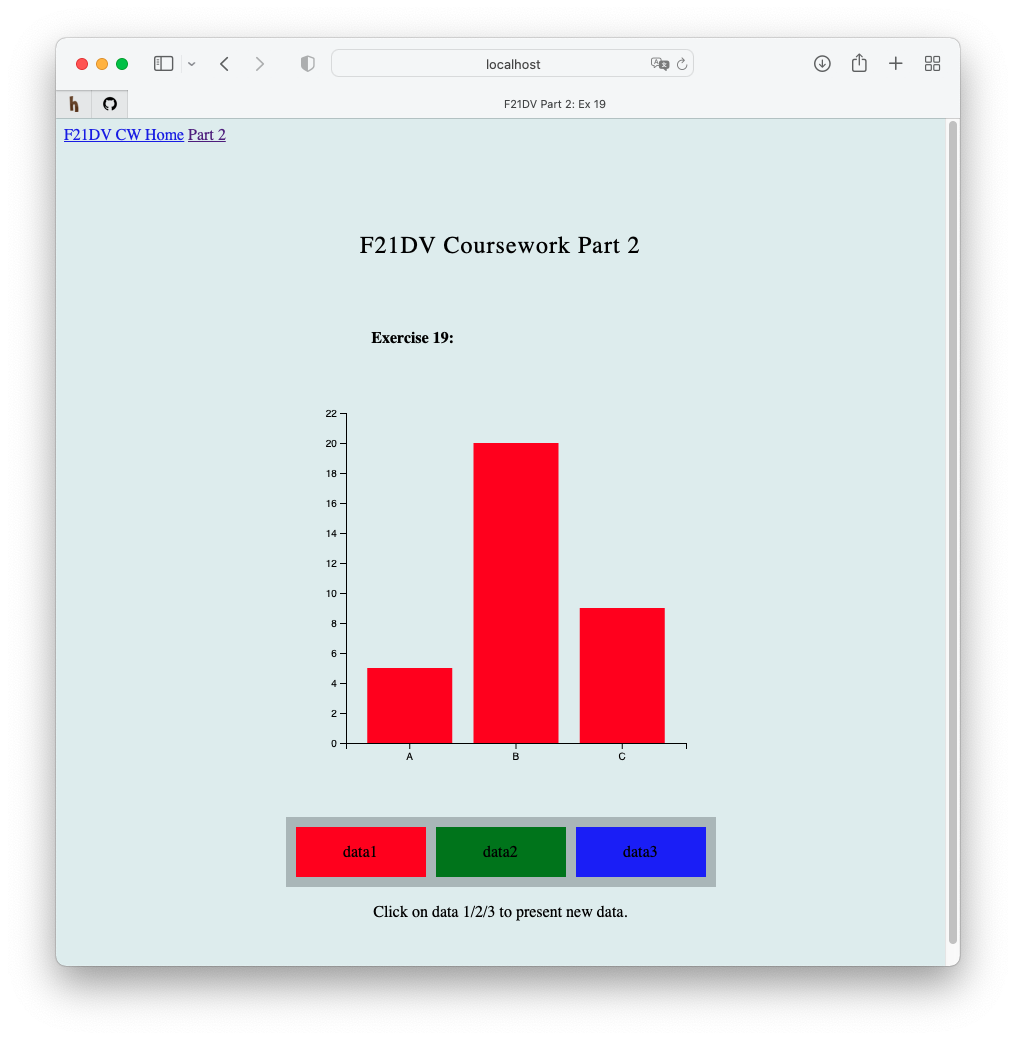 localhost
h
F21DV Part 2: Ex 19
F21DV CW Home Part 2
F21DV Coursework Part 2
Exercise 19:
22
20
18
16
14
12
10
8
6
4
2
0
A B C
data1 data2 data3
Click on data 1/2/3 to present new data.